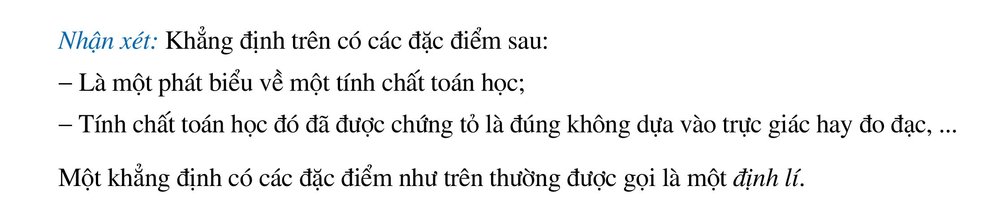 Nhận xét: Khẳng định trên có các đặc điểm sau:
– Là một phát biểu về một tính chất toán học;
– Tính chất toán học đó đã được chứng tỏ là đúng không dựa vào trực giác hay đo đạc, ...
Một khẳng định có các đặc điểm như trên thường được gọi là một định lí.